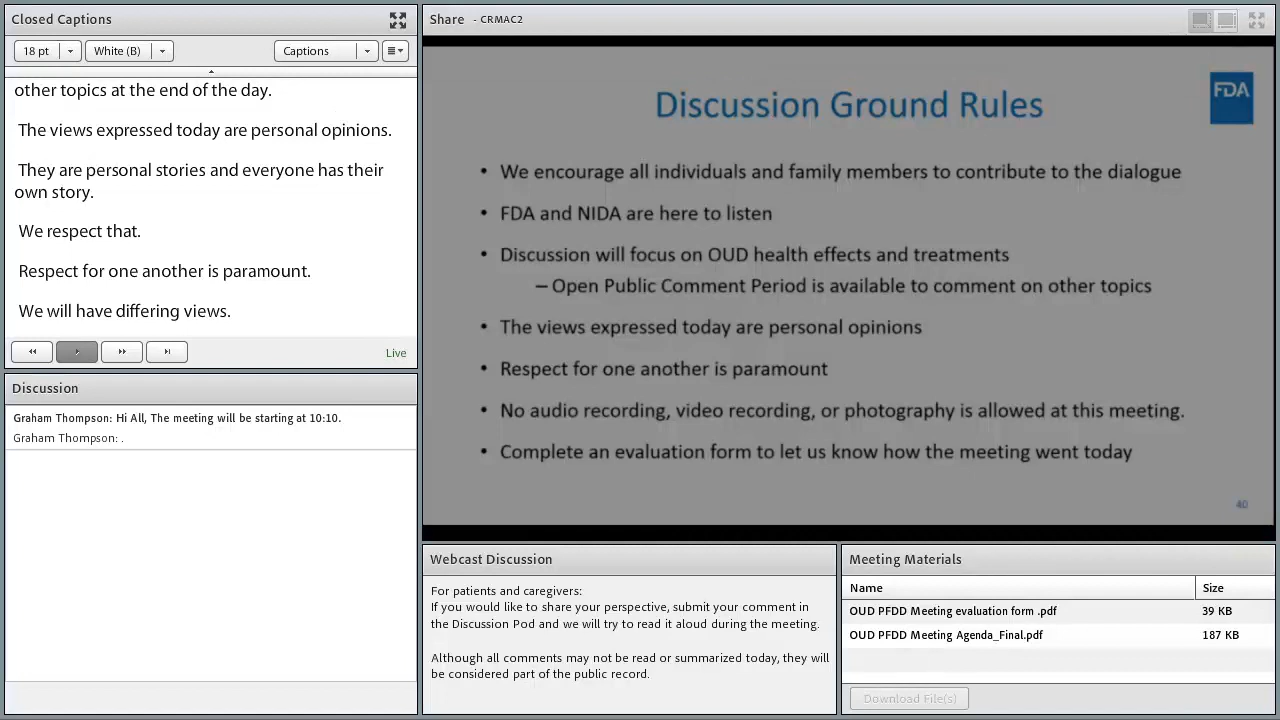 Closed Captions
18 pt
White (B)
Captions
other topics at the end of the day.
The views expressed today are personal opinions.
They are personal stories and everyone has their
own story.
We respect that.
Respect for one another is paramount.
We will have differing views.
Live
Discussion
Graham Thompson: Hi All, The meeting will be starting at 10:10.
Graham Thompson: .
Share - CRMAC2
Discussion Ground Rules
FDA
• We encourage all individuals and family members to contribute to the dialogue
• FDA and NIDA are here to listen
• Discussion will focus on OUD health effects and treatments
– Open Public Comment Period is available to comment on other topics
• The views expressed today are personal opinions
• Respect for one another is paramount
• No audio recording, video recording, or photography is allowed at this meeting.
• Complete an evaluation form to let us know how the meeting went today
40
Webcast Discussion
For patients and caregivers:
If you would like to share your perspective, submit your comment in
the Discussion Pod and we will try to read it aloud during the meeting.
Although all comments may not be read or summarized today, they will
be considered part of the public record.
Meeting Materials
Name Size
OUD PFDD Meeting evaluation form .pdf 39 KB
OUD PFDD Meeting Agenda_Final.pdf 187 KB
Download File(s)